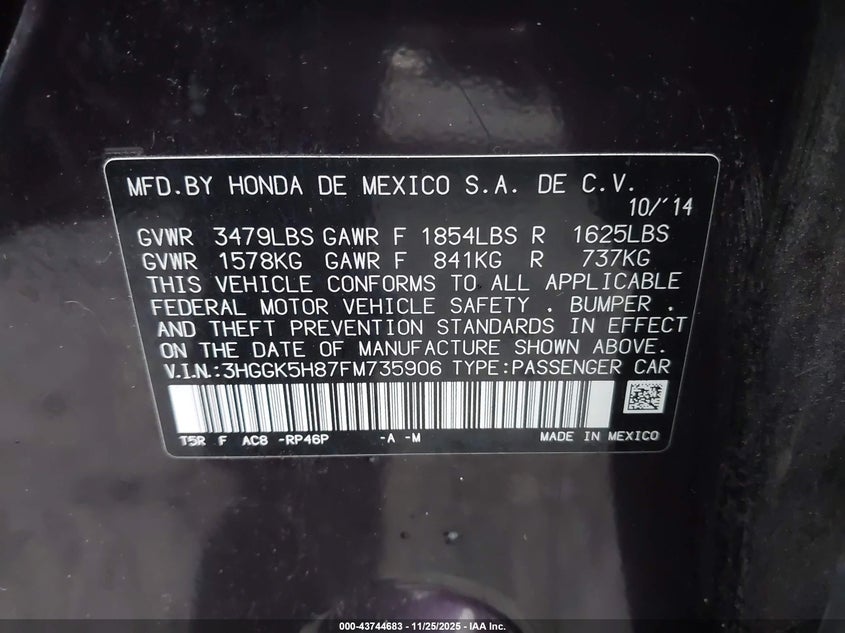 MFD.BY HONDA DE MEXICO S.A. DE C.V.
10/'14
GVWR 3479LBS GAWR F 1854LBS R 1625LBS
GVWR 1578KG GAWR F 841KG R 737KG
THIS VEHICLE CONFORMS TO ALL APPLICABLE
FEDERAL MOTOR VEHICLE SAFETY . BUMPER .
AND THEFT PREVENTION STANDARDS IN EFFECT
ON THE DATE OF MANUFACTURE SHOWN ABOVE.
V.I.N.:3HGGK5H87FM735906 TYPE:PASSENGER CAR
T5R F AC8 -RP46P -A -M MADE IN MEXICO
000-43744683 - 11/25/2025 - IAA Inc.